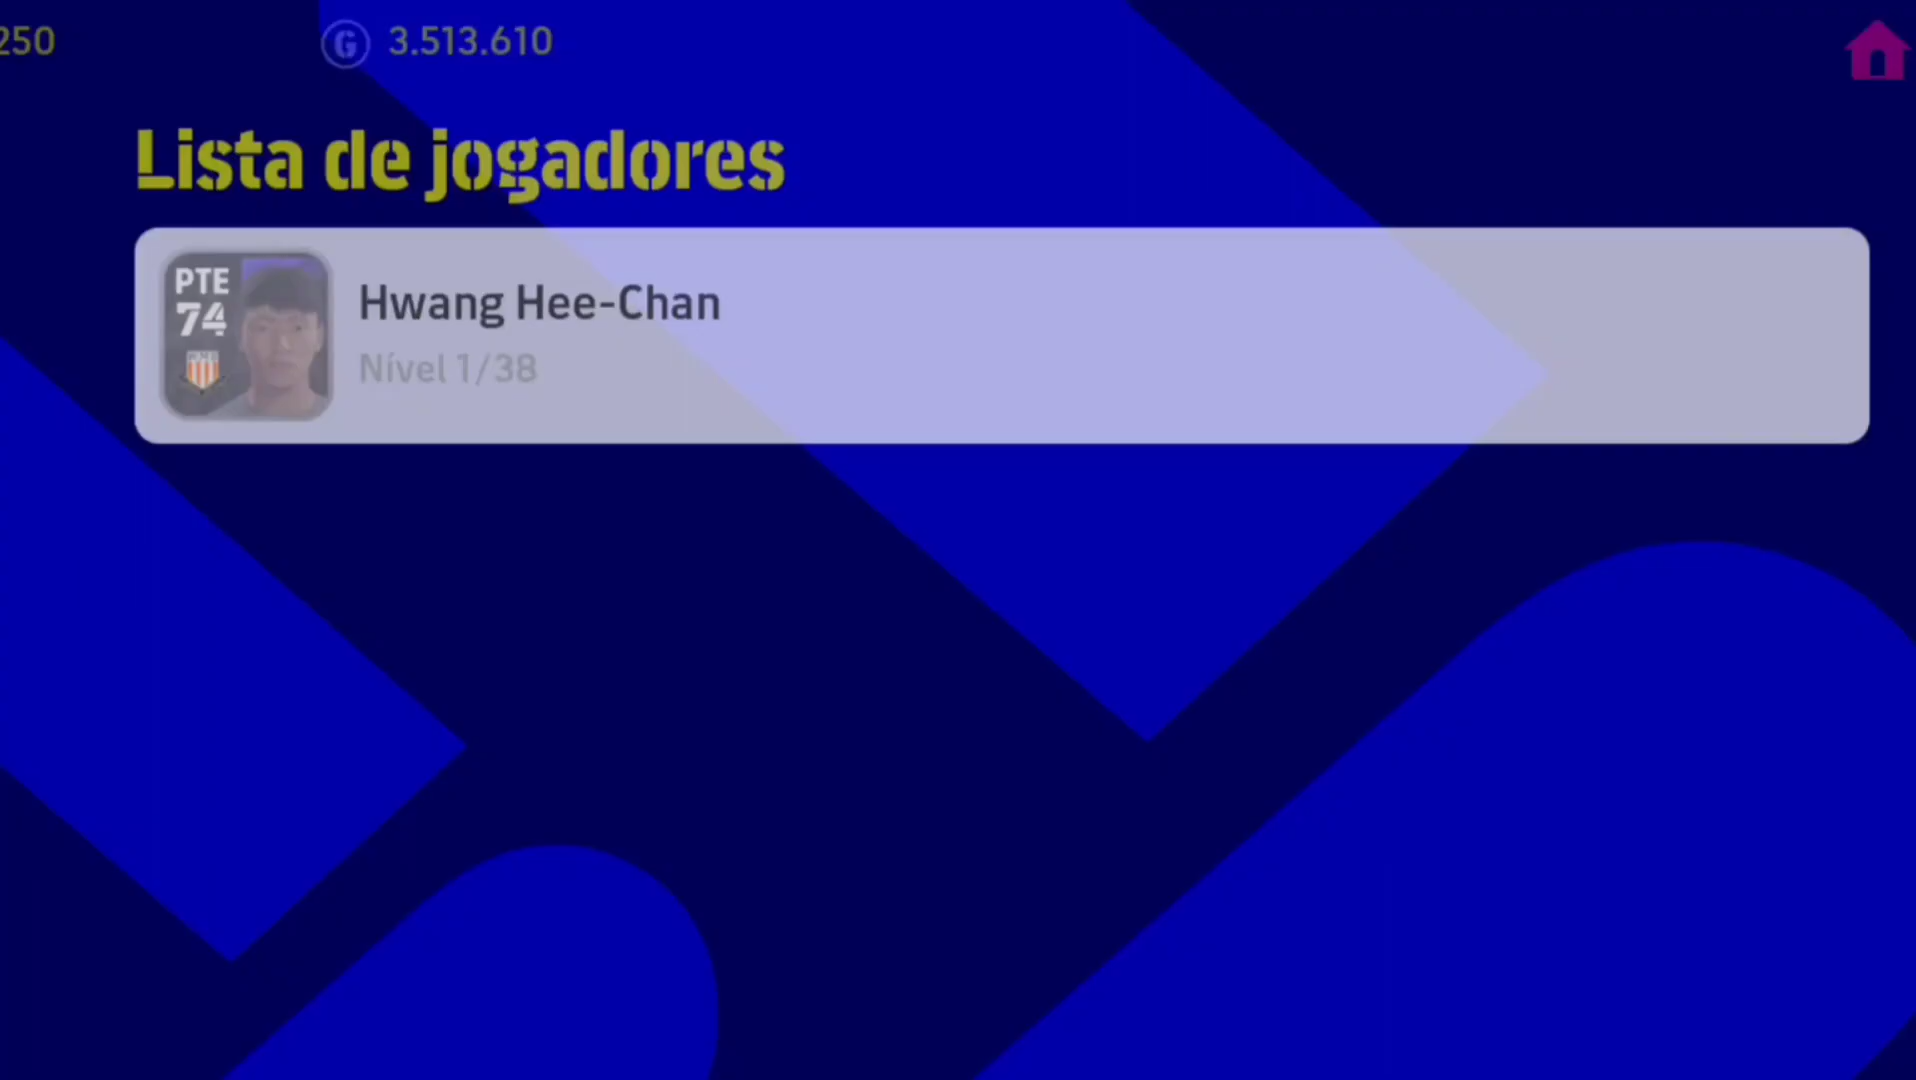 250
G 3.513.610
Lista de jogadores
PTE
74
Hwang Hee-Chan
Nível 1/38